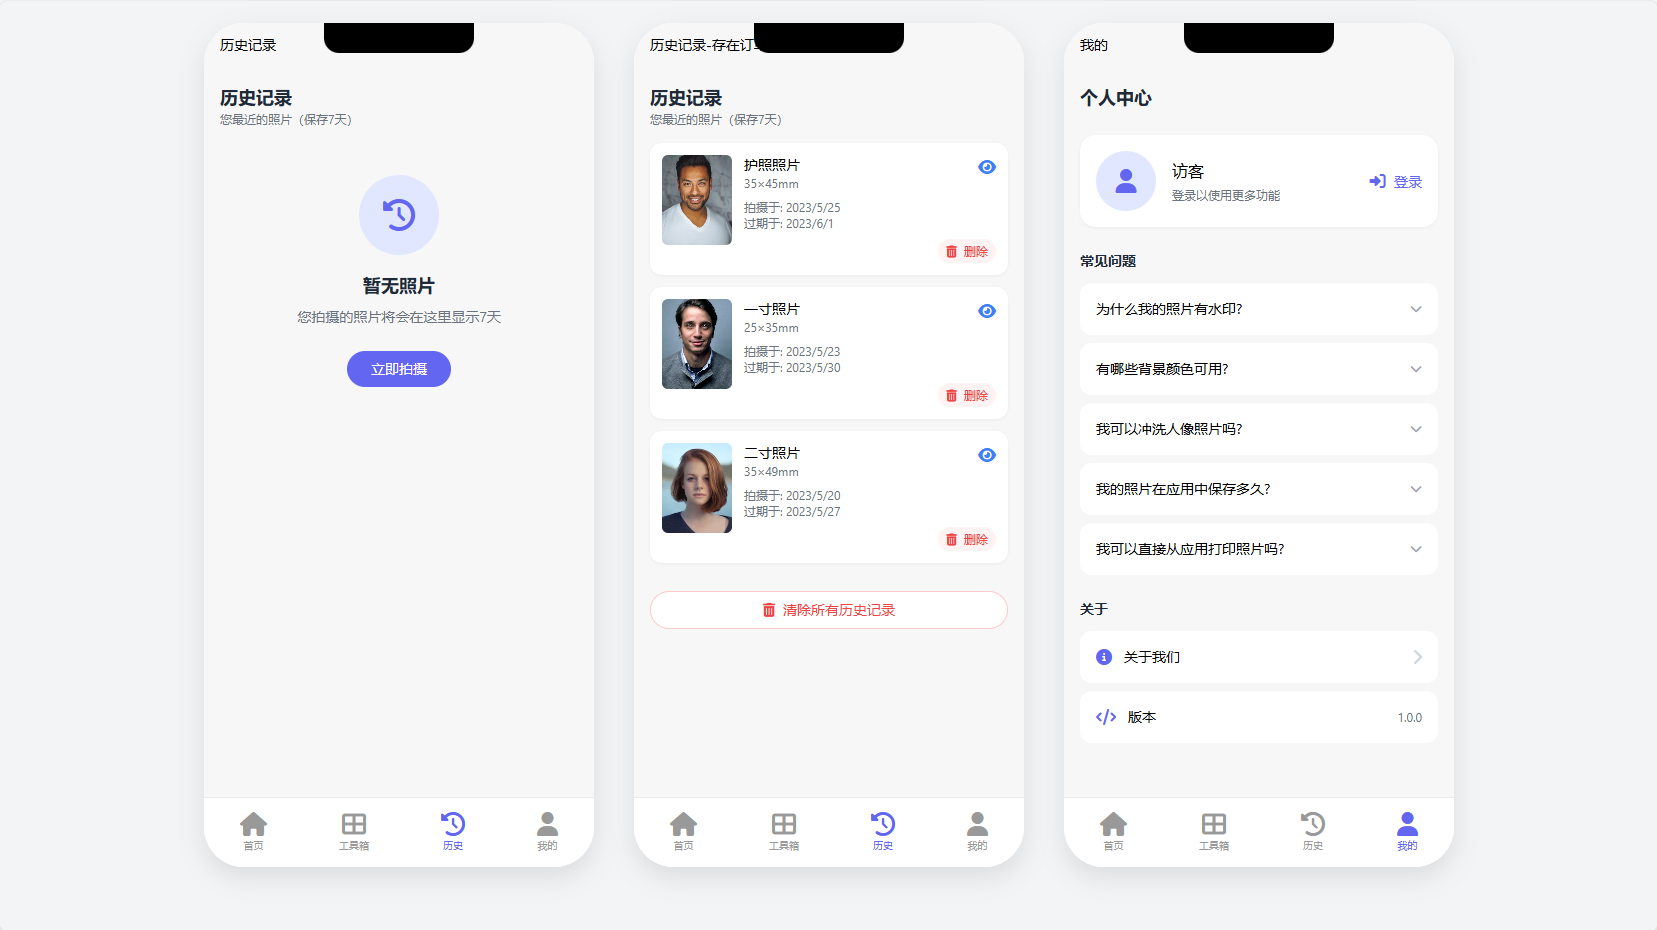 历史记录
历史记录
您最近的照片（保存7天）
暂无照片
您拍摄的照片将会在这里显示7天
立即拍摄
首页
工具箱
历史
我的
历史记录-存在订
历史记录
您最近的照片（保存7天）
护照照片
35×45mm
拍摄于: 2023/5/25
过期于: 2023/6/1
删除
一寸照片
25×35mm
拍摄于: 2023/5/23
过期于: 2023/5/30
删除
二寸照片
35×49mm
拍摄于: 2023/5/20
过期于: 2023/5/27
删除
清除所有历史记录
首页
工具箱
历史
我的
我的
个人中心
访客
登录以使用更多功能
登录
常见问题
为什么我的照片有水印?
有哪些背景颜色可用?
我可以冲洗人像照片吗?
我的照片在应用中保存多久?
我可以直接从应用打印照片吗?
关于
关于我们
版本
1.0.0
首页
工具箱
历史
我的